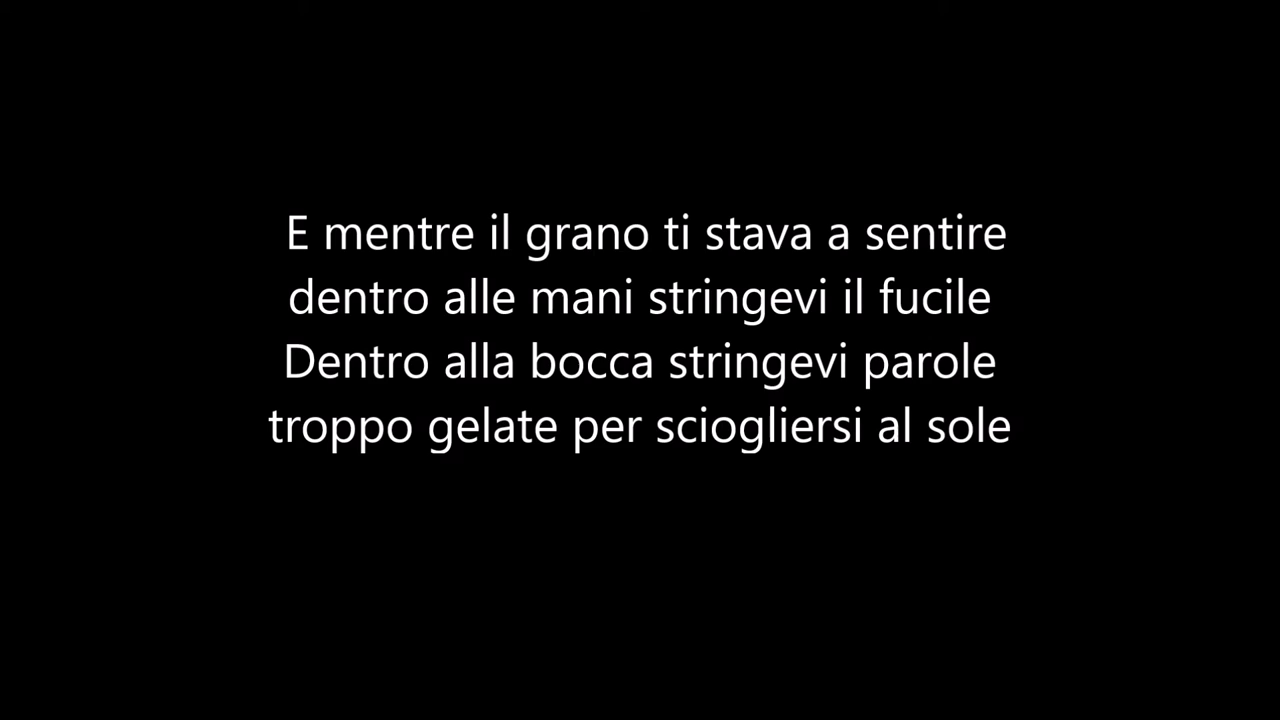 E mentre il grano ti stava a sentire
dentro alle mani stringevi il fucile
Dentro alla bocca stringevi parole
troppo gelate per sciogliersi al sole